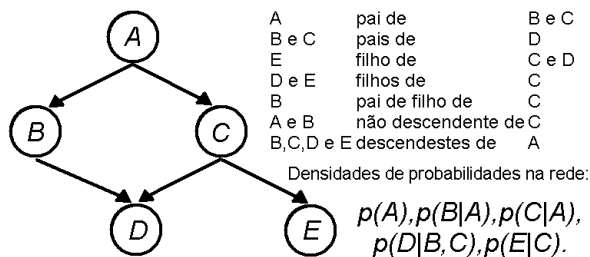 A
B
C
D
E
A pai de B e C
B e C pais de D
E filho de C e D
D e E filhos de C
B pai de filho de C
A e B não descendente de C
B,C,D e E descendestes de A
Densidades de probabilidades na rede:
p(A),p(B|A),p(C|A),
p(D|B,C),p(E|C).